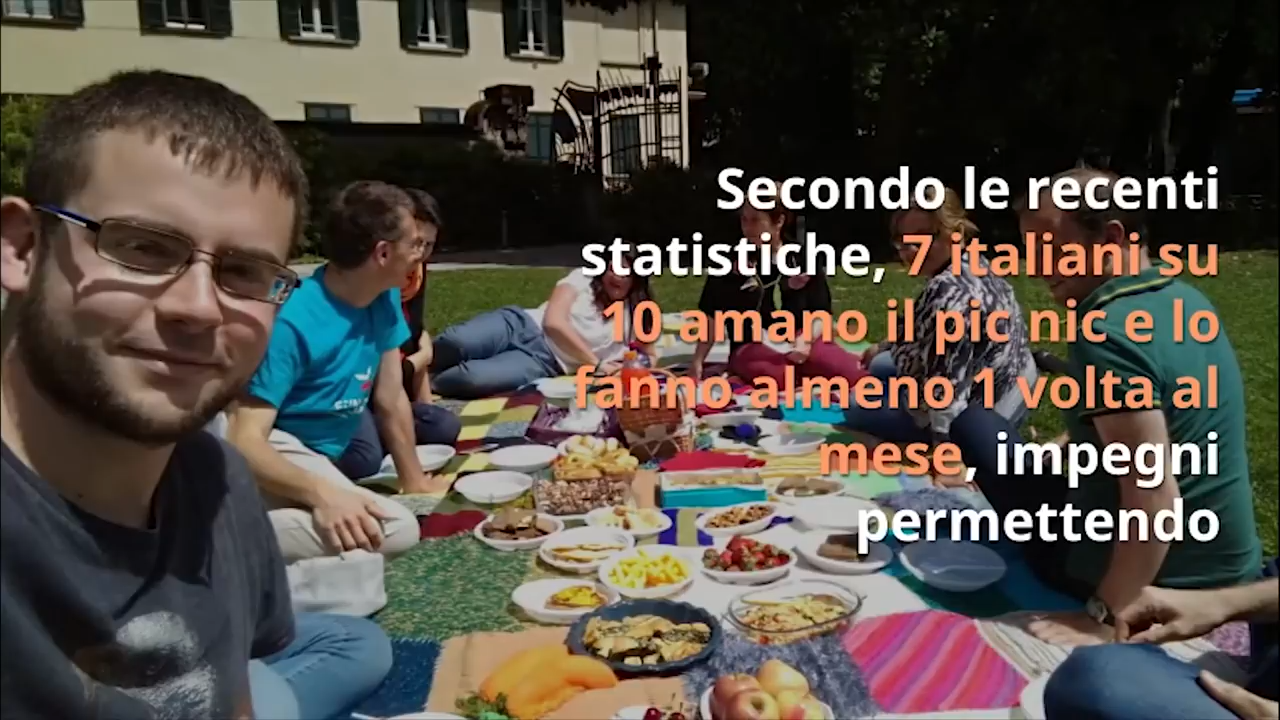 Secondo le recenti
statistiche, 7 italiani su
10 amano il pic nic e lo
fanno almeno 1 volta al
mese, impegni
permettendo